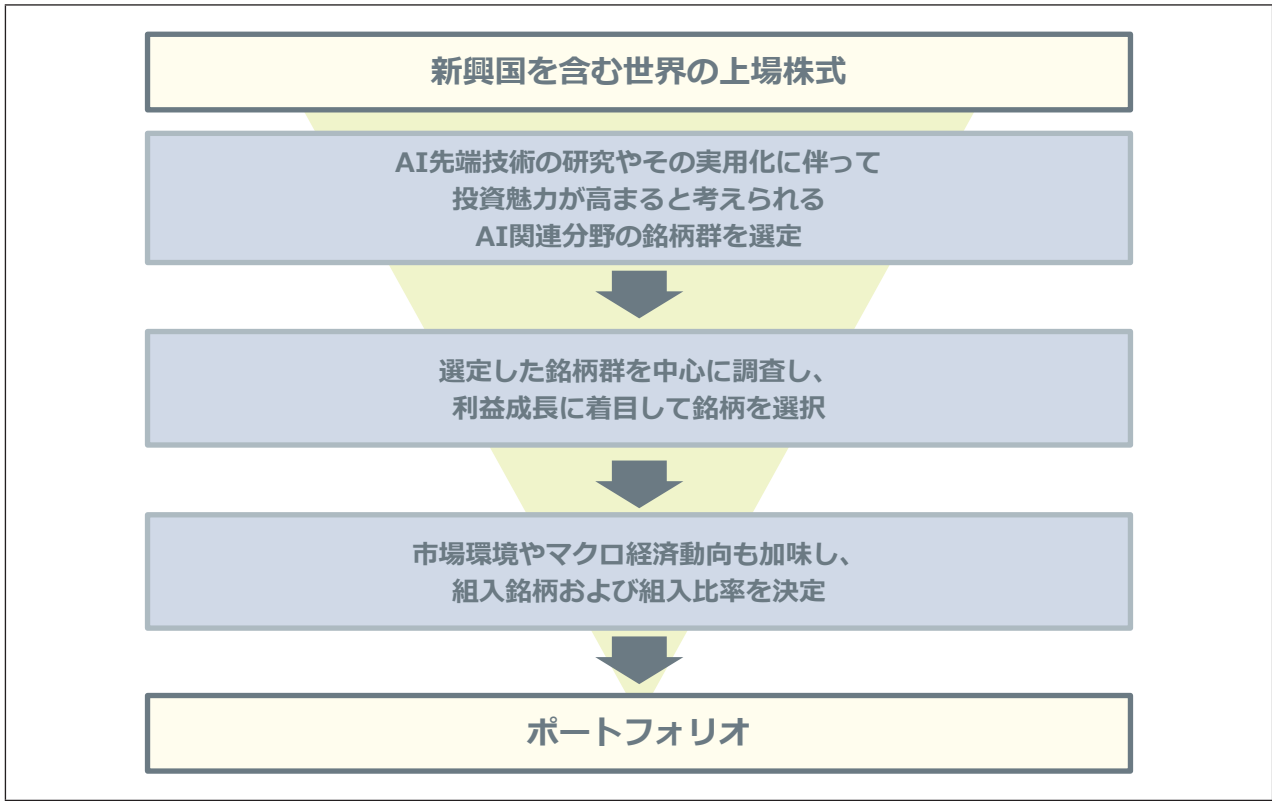 新興国を含む世界の上場株式
AI先端技術の研究やその実用化に伴って
投資魅力が高まると考えられる
AI関連分野の銘柄群を選定
選定した銘柄群を中心に調査し、
利益成長に着目して銘柄を選択
市場環境やマクロ経済動向も加味し、
組入銘柄および組入比率を決定
ポートフォリオ